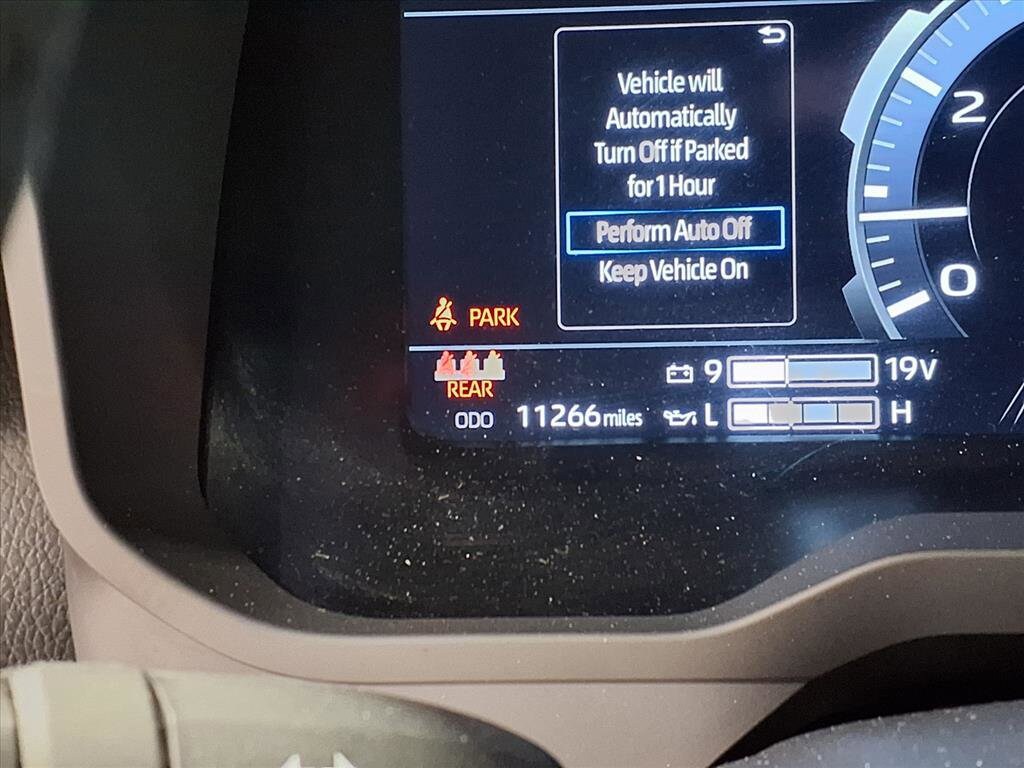 Vehicle will
Automatically
Turn Off if Parked
for 1 Hour
Perform Auto Off
Keep Vehicle On
2
0
PARK
REAR
9 19V
ODO 11266 miles L H